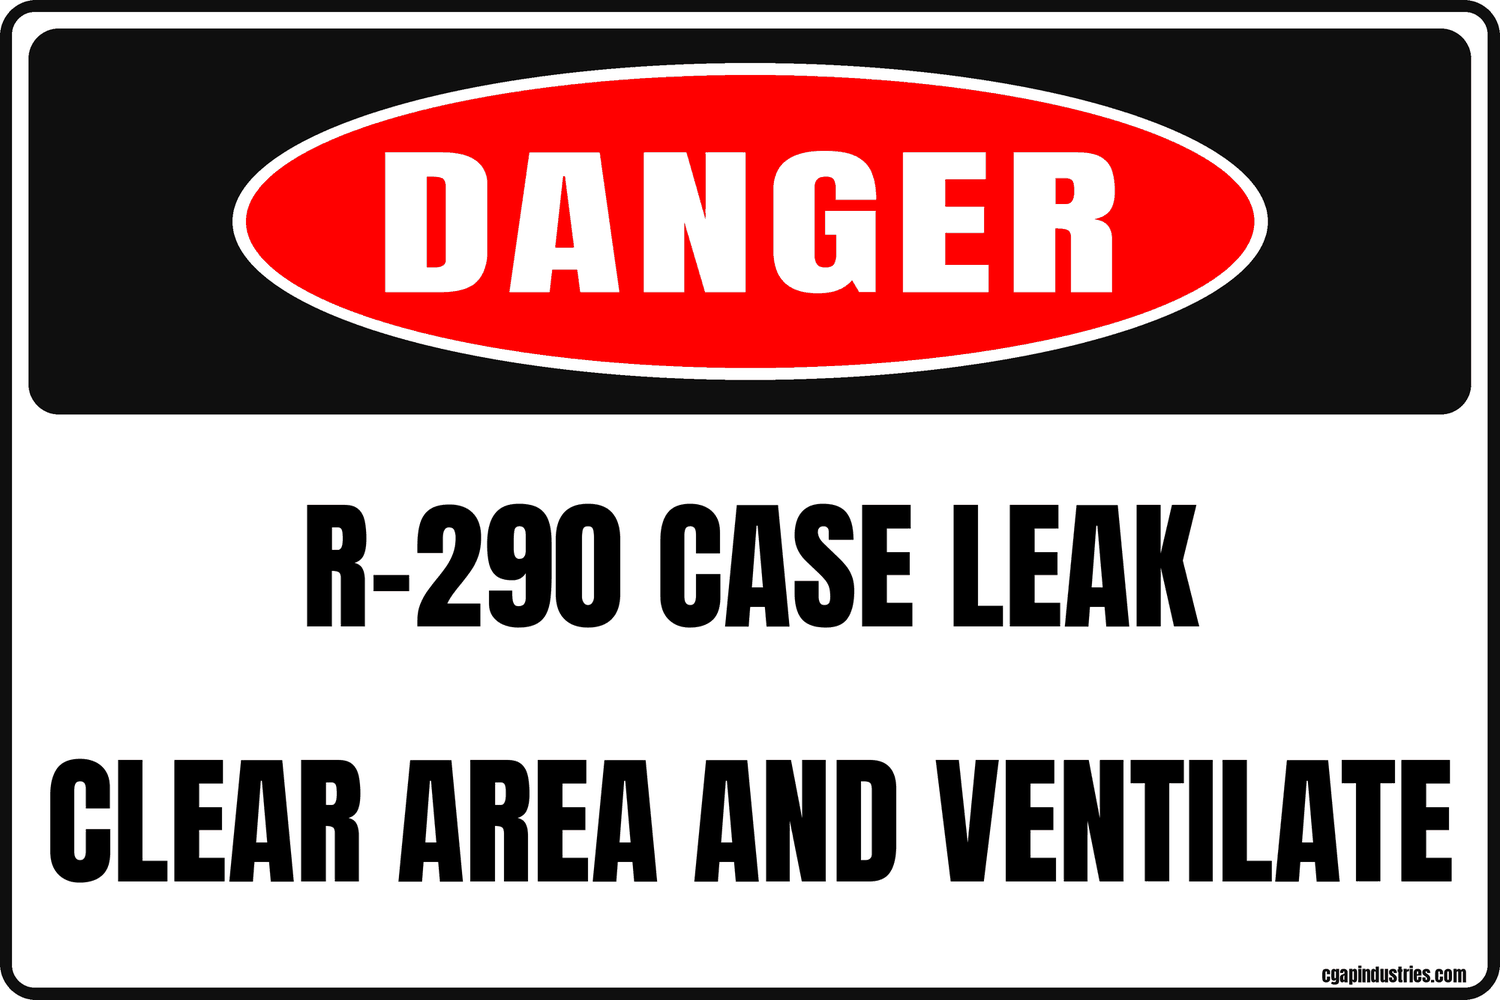 DANGER
R-290 CASE LEAK
CLEAR AREA AND VENTILATE
cgapindustries.com